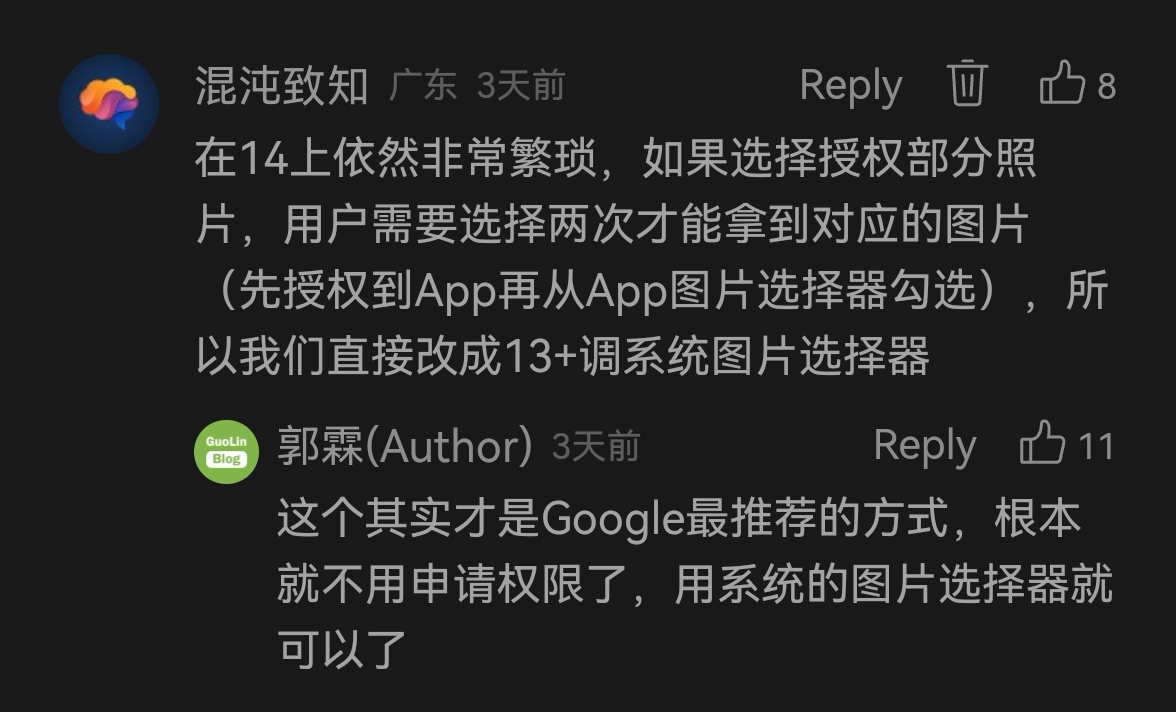 混沌致知 广东 3天前 Reply 8
在14上依然非常繁琐，如果选择授权部分照
片，用户需要选择两次才能拿到对应的图片
（先授权到App再从App图片选择器勾选），所
以我们直接改成13+调系统图片选择器
GuoLin
Blog
郭霖(Author) 3天前 Reply 11
这个其实才是Google最推荐的方式，根本
就不用申请权限了，用系统的图片选择器就
可以了